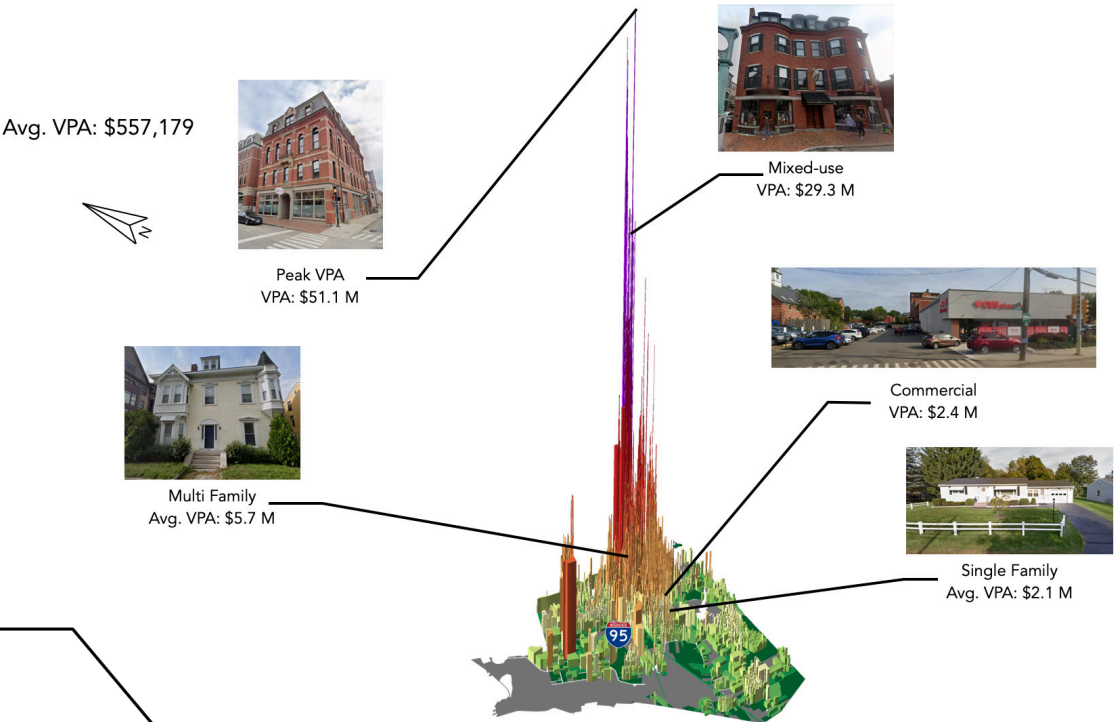 Avg. VPA: $557,179
N
Peak VPA
VPA: $51.1 M
Mixed-use
VPA: $29.3 M
Commercial
VPA: $2.4 M
Multi Family
Avg. VPA: $5.7 M
Single Family
Avg. VPA: $2.1 M
95